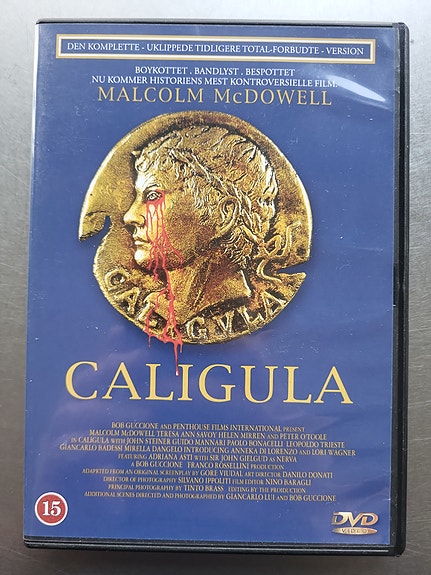 DEN KOMPLETTE - UKLIPPEDE TIDLIGERE TOTAL-FORBUDTE - VERSION
BOYKOTTET . BANDLYST . BESPOTTET
NU KOMMER HISTORIENS MEST KONTROVERSIELLE FILM.
MALCOLM McDOWELL
CALIGVLA
CALIGULA
BOB GUCCIONE AND PENTHOUSE FILMS INTERNATIONAL PRESENT
MALCOLM McDOWELL TERESA ANN SAVOY HELEN MIRREN AND PETER O'TOOLE
IN CALIGULA WITH JOHN STEINER GUIDO MANNARI PAOLO BONACELLI LEOPOLDO TRIESTE
GIANCARLO BADESSI MIRELLA DANGELO INTRODUCING ANNEKA DI LORENZO AND LORI WAGNER
FEATURING ADRIANA ASTI WITH SIR JOHN GIELGUD AS NERVA
A BOB GUCCIONE FRANCO ROSSELLINI PRODUCTION
ADAPTED FROM AN ORIGINAL SCREENPLAY BY GORE VIUDAL ART DIRECTOR DANILO DONATI
DIRECTOR OF PHOTOGRAPHY SILVANO IPPOLITI FILM EDITOR NINO BARAGLI
PRINCIPAL PHOTOGRAPHY BY TINTO BRASS EDITING BY THE PRODUCTION
ADDITIONAL SCENES DIRECTED AND PHOTOGRAPHED BY GIANCARLO LUI AND BOB GUCCIONE
15
DVD
VIDEO